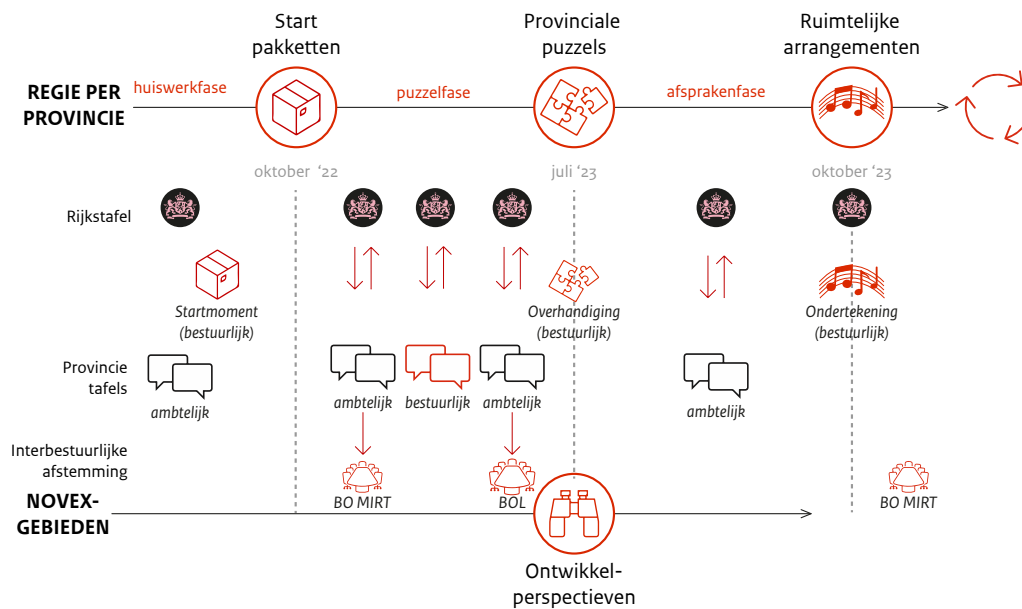 Start
pakketten
Provinciale
puzzels
Ruimtelijke
arrangementen
REGIE PER
PROVINCIE
huiswerkfase
puzzelfase
afsprakenfase
oktober ‘22
juli ‘23
oktober ‘23
Rijkstafel
Startmoment
(bestuurlijk)
Overhandiging
(bestuurlijk)
Ondertekening
(bestuurlijk)
Provincie
tafels
ambtelijk
ambtelijk
bestuurlijk
ambtelijk
ambtelijk
Interbestuurlijke
afstemming
BO MIRT
BOL
BO MIRT
NOVEX-
GEBIEDEN
Ontwikkel-
perspectieven